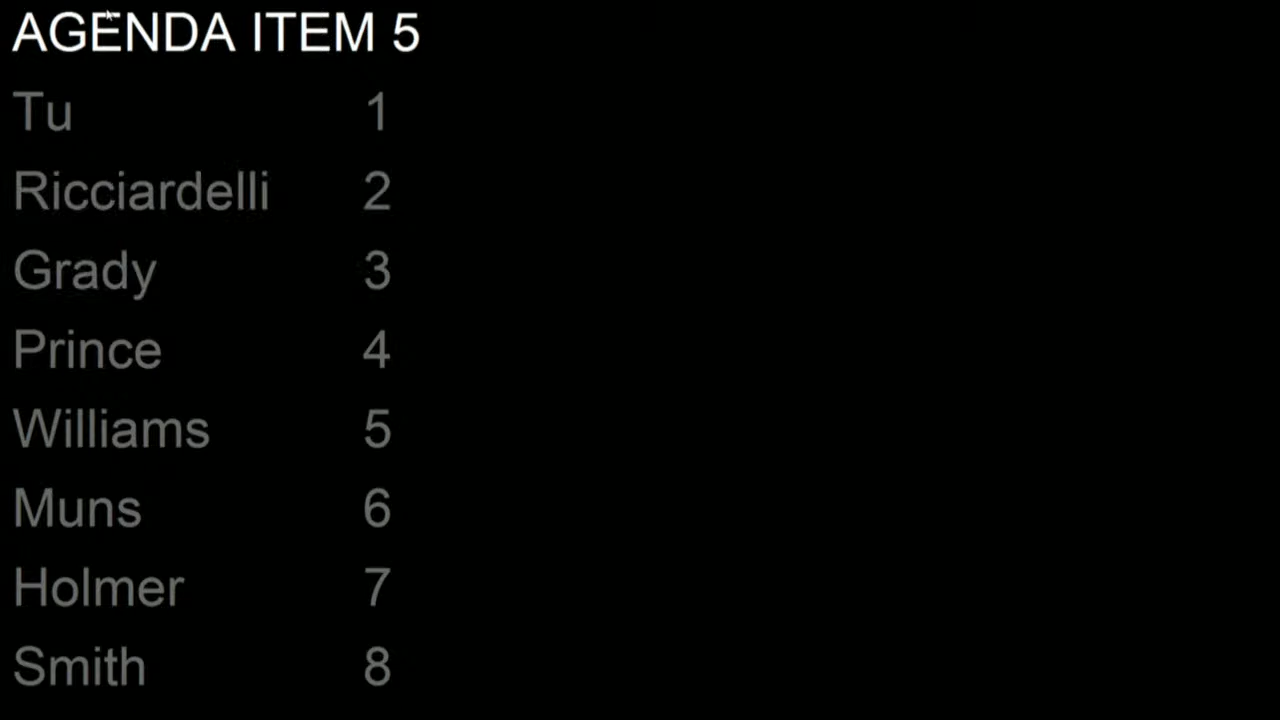 AGENDA ITEM 5
Tu 1
Ricciardelli 2
Grady 3
Prince 4
Williams 5
Muns 6
Holmer 7
Smith 8